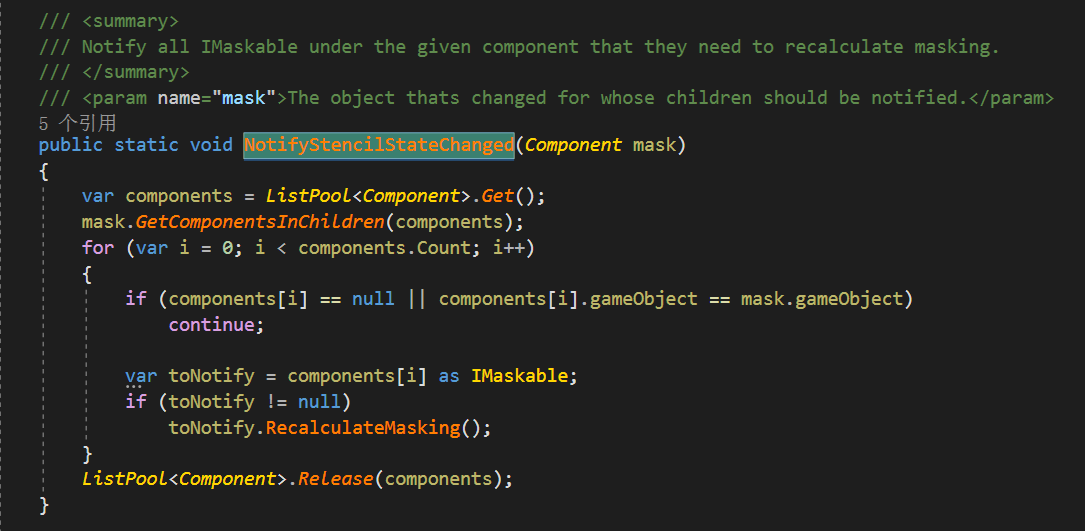 /// <summary>
/// Notify all IMaskable under the given component that they need to recalculate masking.
/// </summary>
/// <param name="mask">The object thats changed for whose children should be notified.</param>
5 个引用
public static void NotifyStencilStateChanged(Component mask)
{
    var components = ListPool<Component>.Get();
    mask.GetComponentsInChildren(components);
    for (var i = 0; i < components.Count; i++)
    {
        if (components[i] == null || components[i].gameObject == mask.gameObject)
            continue;

        var toNotify = components[i] as IMaskable;
        if (toNotify != null)
            toNotify.RecalculateMasking();
    }
    ListPool<Component>.Release(components);
}